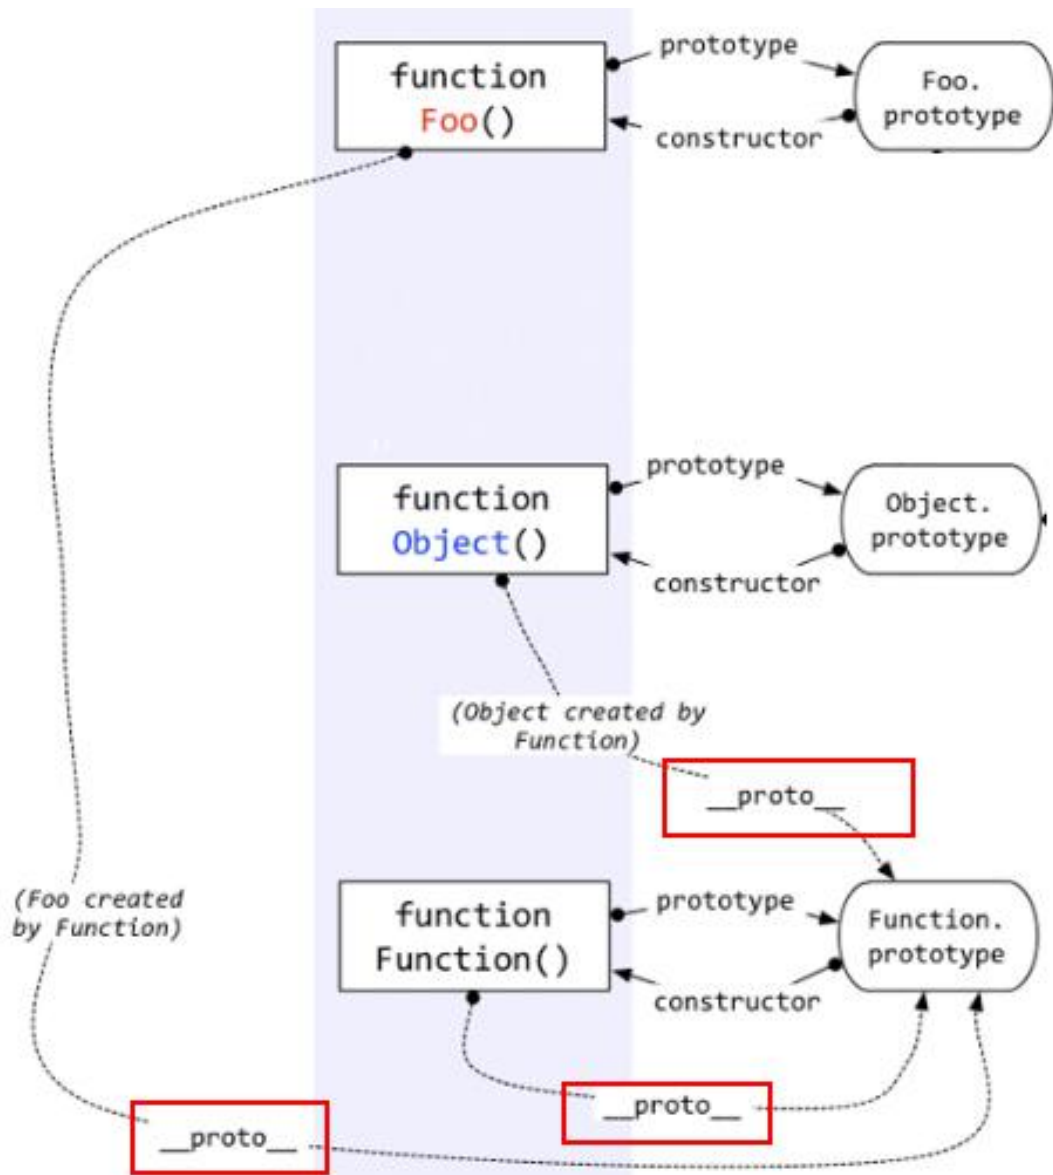 prototype
function
Foo()
Foo.
prototype
constructor
prototype
function
Object()
Object.
prototype
constructor
(Object created by
Function)
__proto__
(Foo created
by Function)
prototype
function
Function()
Function.
prototype
constructor
__proto__
__proto__